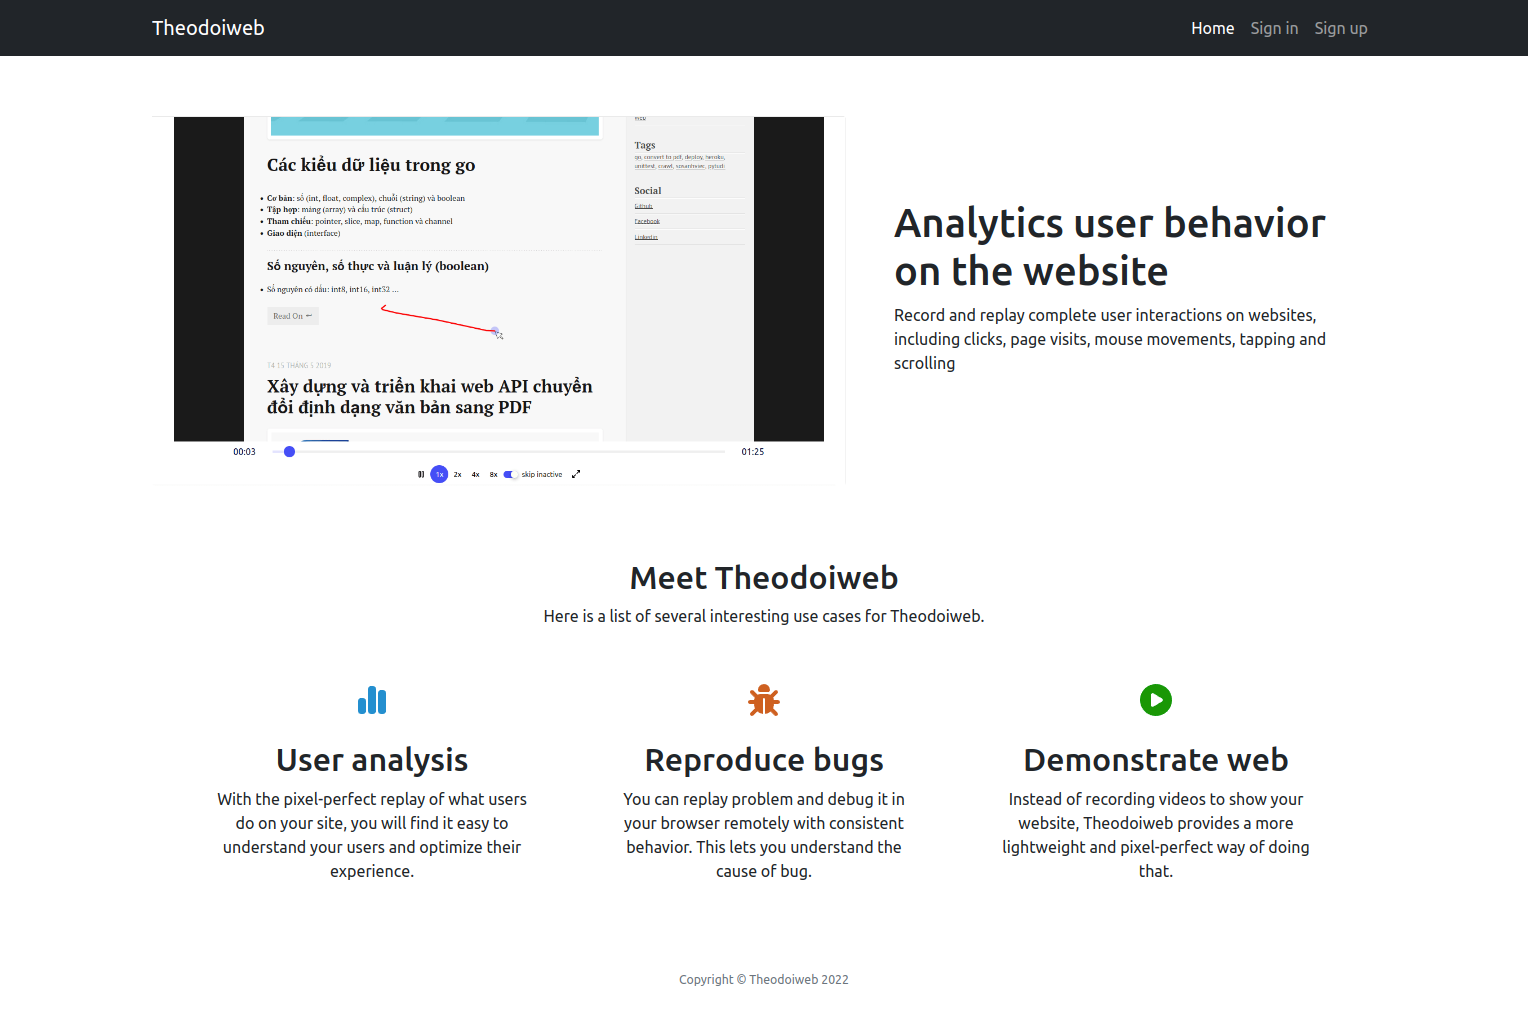 Theodoiweb
Home Sign in Sign up
Các kiểu dữ liệu trong go
Cơ bản: số (int, float, complex), chuỗi (string) và boolean
Tập hợp: mảng (array) và cấu trúc (struct)
Tham chiếu: pointer, slice, map, function và channel
Giao diện (interface)
Số nguyên, số thực và luận lý (boolean)
Số nguyên có dấu: int8, int16, int32 ...
Read On ↩
T4 15 THÁNG 5 2019
Xây dựng và triển khai web API chuyển
đổi định dạng văn bản sang PDF
Tags
go, convert to pdf, deploy, heroku,
unittest, crawl, sosanhviec, pytudi
Social
Github
Facebook
Linkedin
00:03
01:25
1x 2x 4x 8x skip inactive
Analytics user behavior
on the website
Record and replay complete user interactions on websites,
including clicks, page visits, mouse movements, tapping and
scrolling
Meet Theodoiweb
Here is a list of several interesting use cases for Theodoiweb.
User analysis
With the pixel-perfect replay of what users
do on your site, you will find it easy to
understand your users and optimize their
experience.
Reproduce bugs
You can replay problem and debug it in
your browser remotely with consistent
behavior. This lets you understand the
cause of bug.
Demonstrate web
Instead of recording videos to show your
website, Theodoiweb provides a more
lightweight and pixel-perfect way of doing
that.
Copyright © Theodoiweb 2022